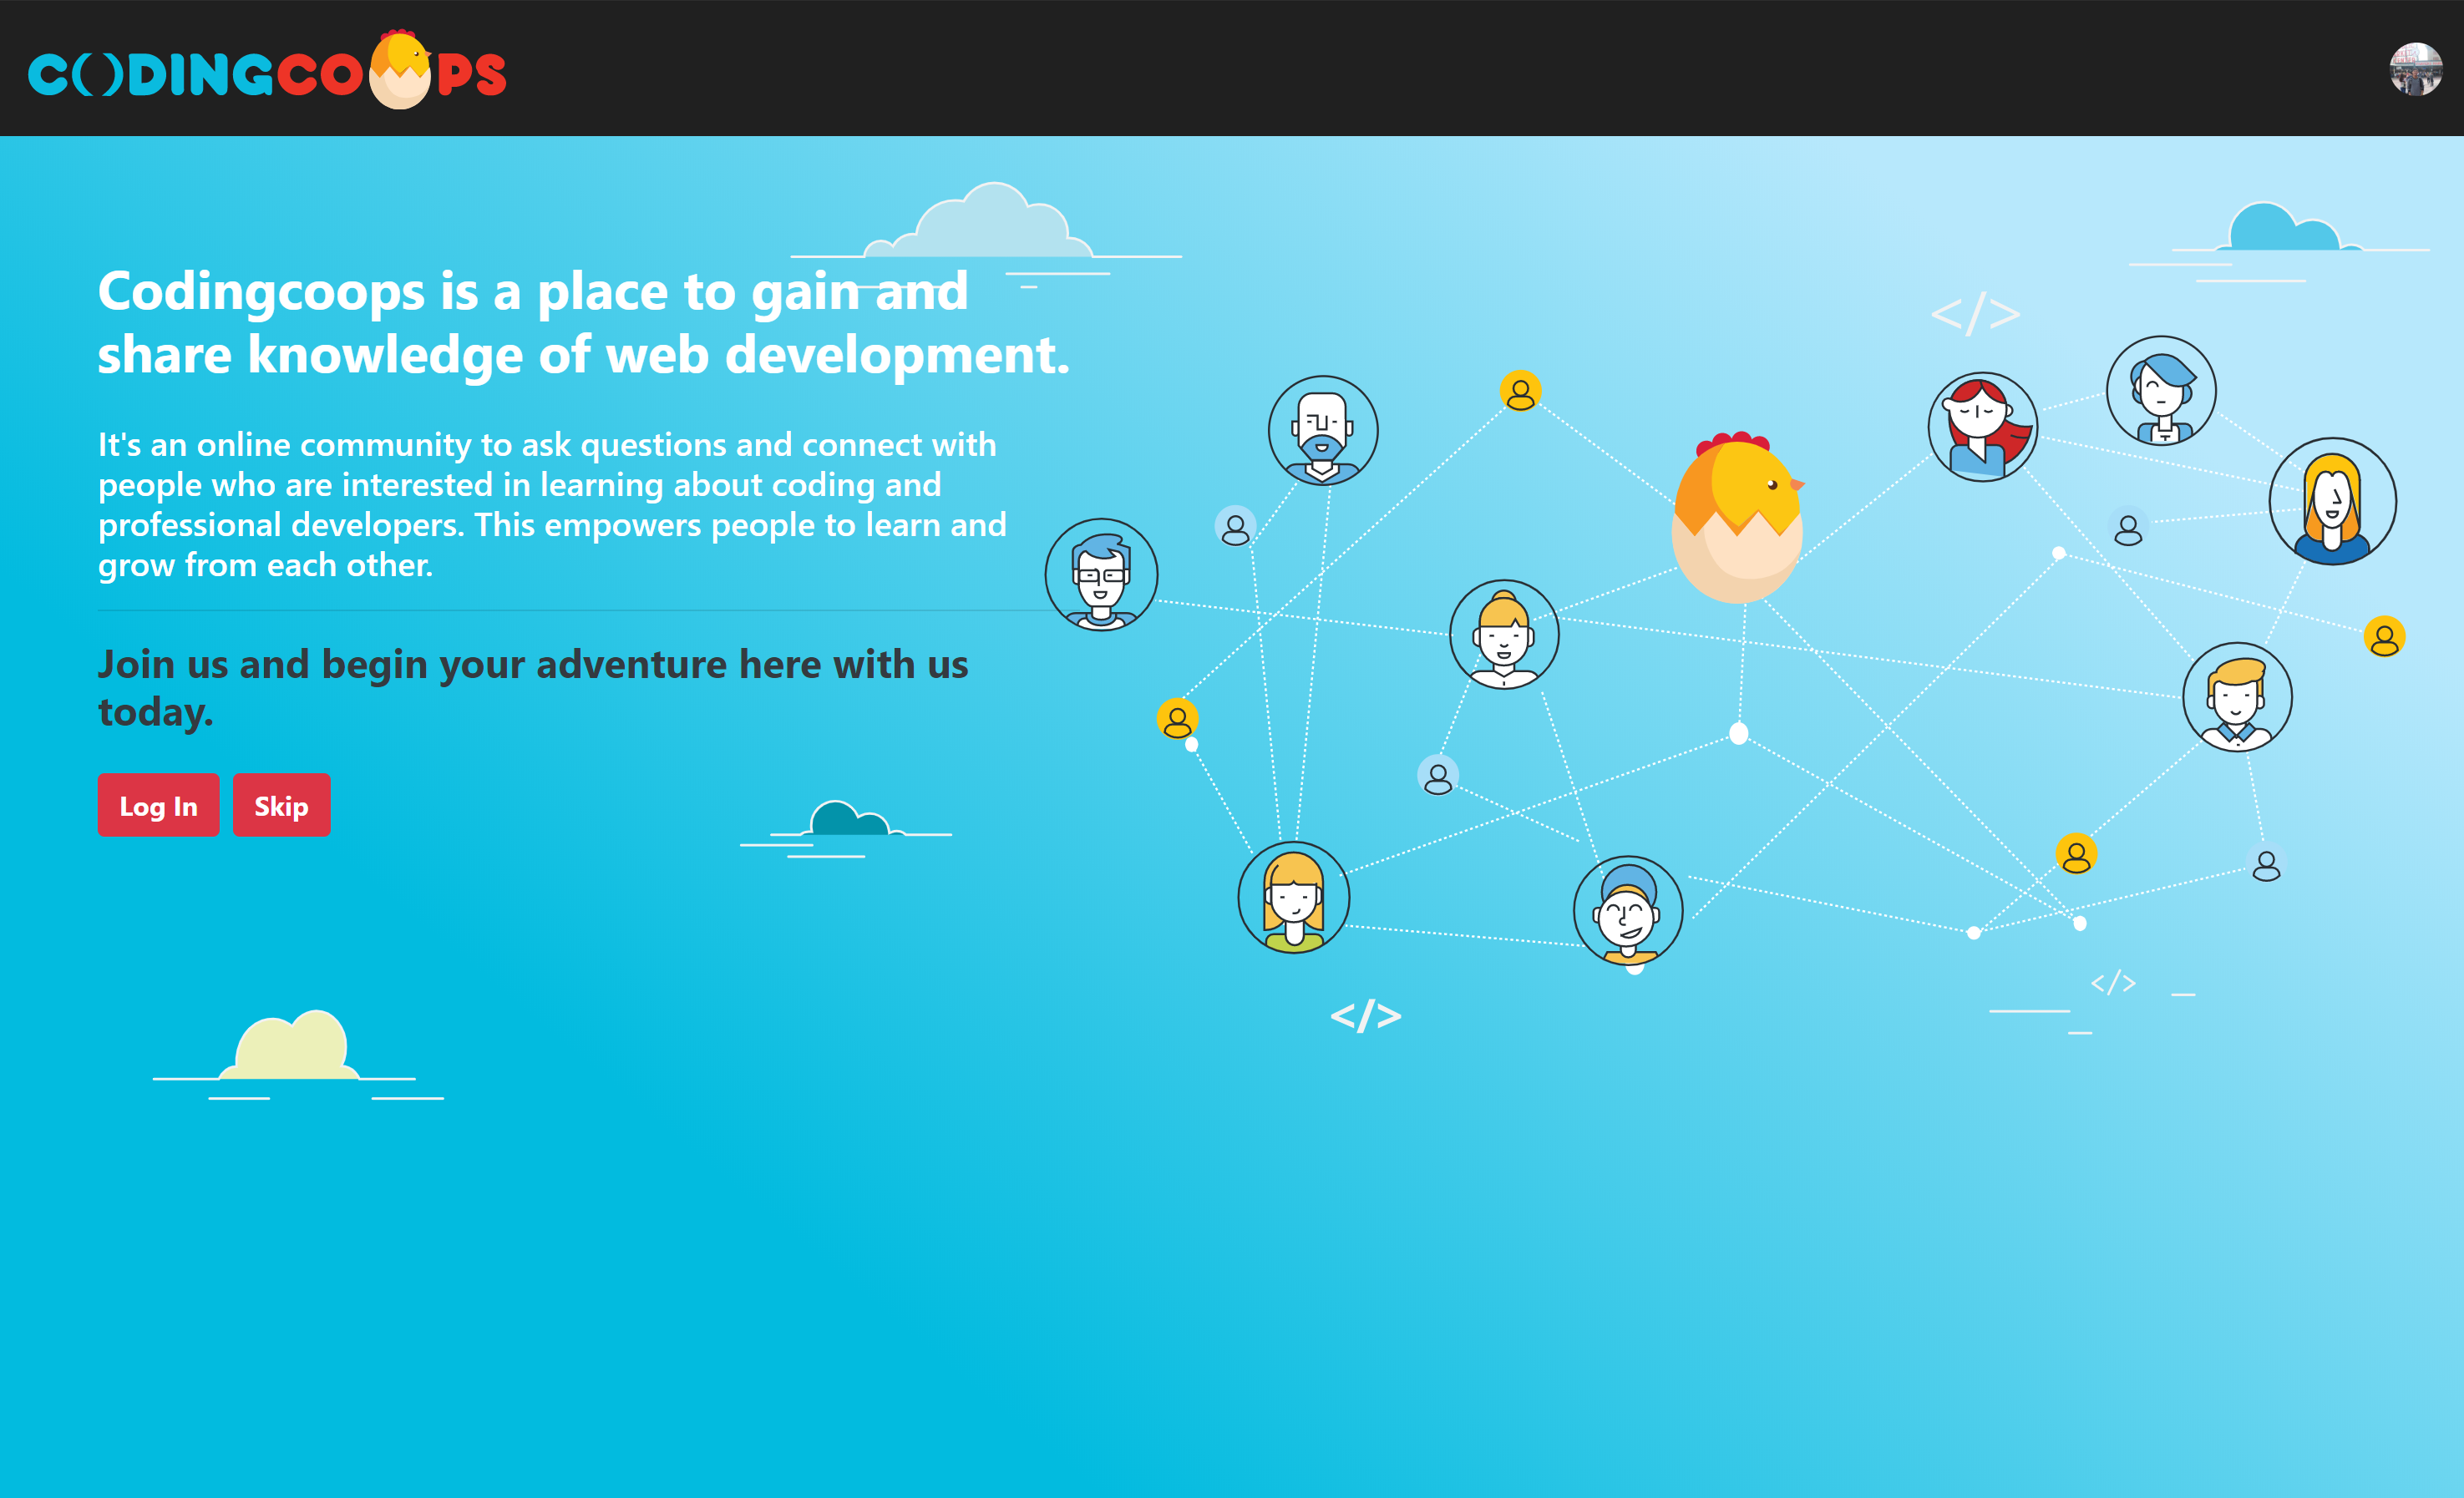 C()DINGCOOPS
Codingcoops is a place to gain and
share knowledge of web development.
</>
It's an online community to ask questions and connect with
people who are interested in learning about coding and
professional developers. This empowers people to learn and
grow from each other.
Join us and begin your adventure here with us
today.
Log In
Skip
</>
</>